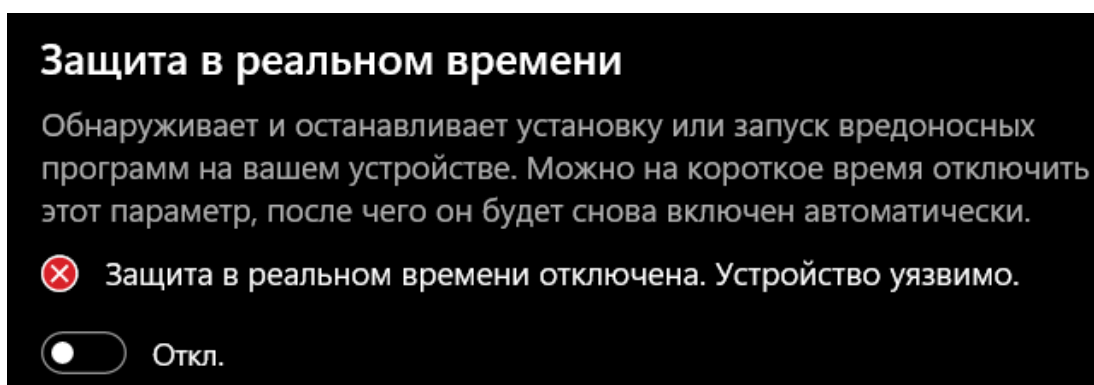 Защита в реальном времени
Обнаруживает и останавливает установку или запуск вредоносных
программ на вашем устройстве. Можно на короткое время отключить
этот параметр, после чего он будет снова включен автоматически.
Защита в реальном времени отключена. Устройство уязвимо.
Откл.